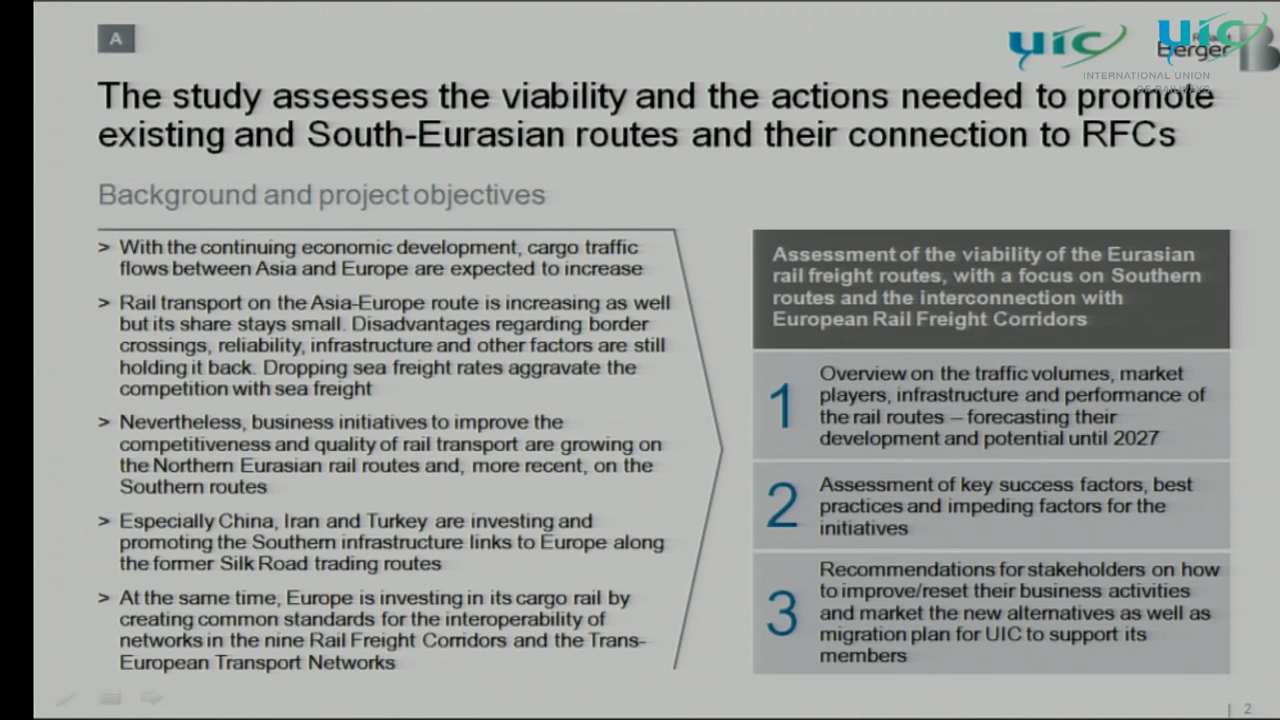 A
uic
uic
Berger
INTERNATIONAL UNION
OF RAILWAYS
The study assesses the viability and the actions needed to promote
existing and South-Eurasian routes and their connection to RFCs
Background and project objectives
> With the continuing economic development, cargo traffic
flows between Asia and Europe are expected to increase
> Rail transport on the Asia-Europe route is increasing as well
but its share stays small. Disadvantages regarding border
crossings, reliability, infrastructure and other factors are still
holding it back. Dropping sea freight rates aggravate the
competition with sea freight
> Nevertheless, business initiatives to improve the
competitiveness and quality of rail transport are growing on
the Northern Eurasian rail routes and, more recent, on the
Southern routes
> Especially China, Iran and Turkey are investing and
promoting the Southern infrastructure links to Europe along
the former Silk Road trading routes
> At the same time, Europe is investing in its cargo rail by
creating common standards for the interoperability of
networks in the nine Rail Freight Corridors and the Trans-
European Transport Networks
Assessment of the viability of the Eurasian
rail freight routes, with a focus on Southern
routes and the interconnection with
European Rail Freight Corridors
1
Overview on the traffic volumes, market
players, infrastructure and performance of
the rail routes – forecasting their
development and potential until 2027
2
Assessment of key success factors, best
practices and impeding factors for the
initiatives
3
Recommendations for stakeholders on how
to improve/reset their business activities
and market the new alternatives as well as
migration plan for UIC to support its
members
2